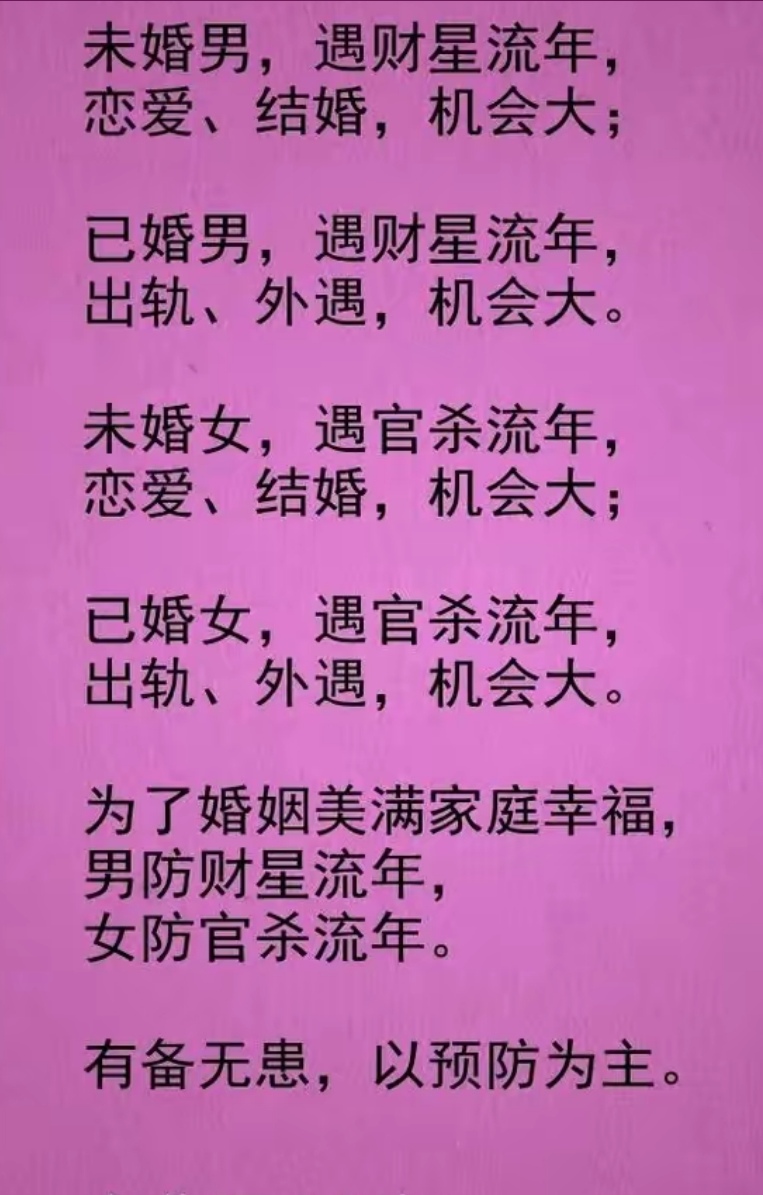 未婚男，遇财星流年，
恋爱、结婚，机会大；
已婚男，遇财星流年，
出轨、外遇，机会大。
未婚女，遇官杀流年，
恋爱、结婚，机会大；
已婚女，遇官杀流年，
出轨、外遇，机会大。
为了婚姻美满家庭幸福，
男防财星流年，
女防官杀流年。
有备无患，以预防为主。